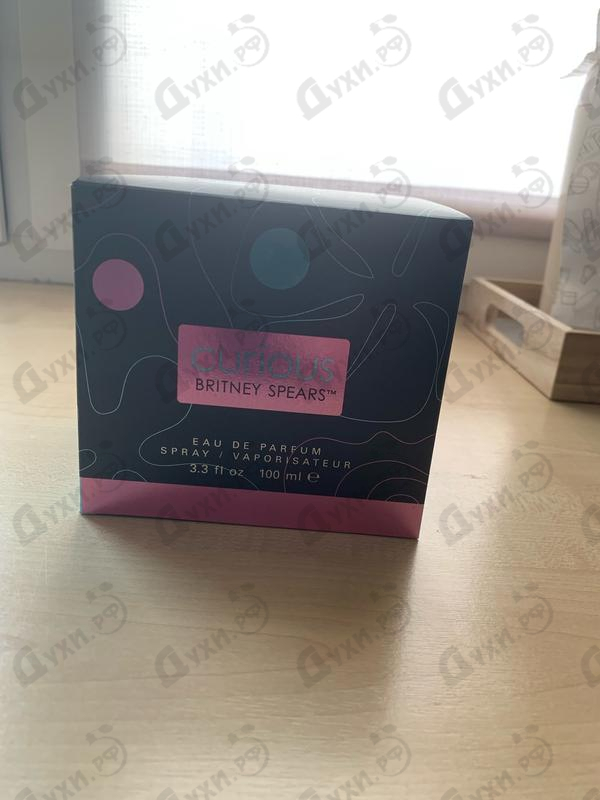 curious
BRITNEY SPEARS™
EAU DE PARFUM
SPRAY / VAPORISATEUR
3.3 fl oz 100 ml ℮
Духи.РФ